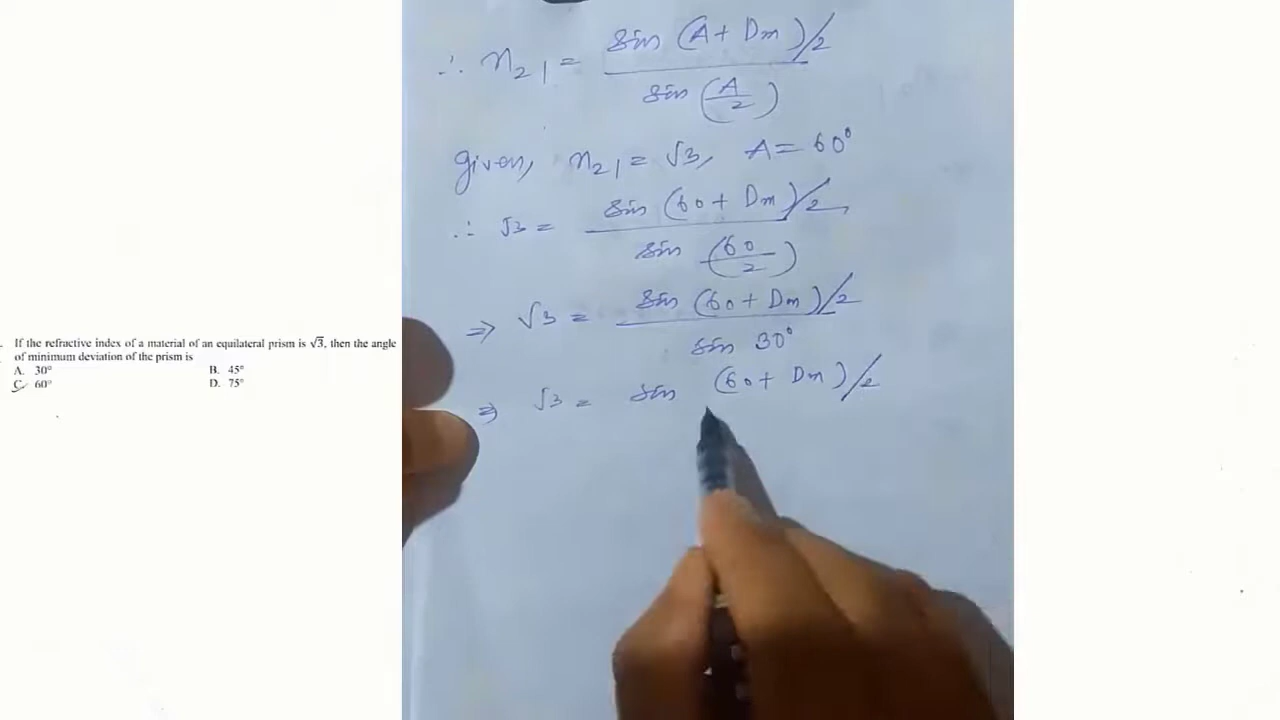 If the refractive index of a material of an equilateral prism is √3, then the angle
of minimum deviation of the prism is
A. 30° B. 45°
C. 60° D. 75°
∴ n₂₁ = sin (A + Dm)/2
sin (A/2)
Given, n₂₁ = √3, A = 60°
∴ √3 = sin (60 + Dm)/2,
sin (60/2)
⇒ √3 = sin (60 + Dm)/2
sin 30°
⇒ √3 = sin (60 + Dm)/2